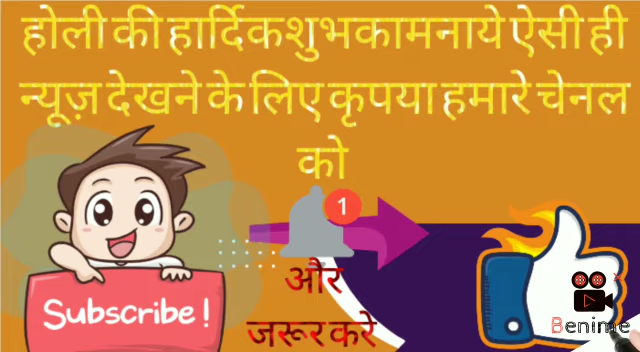 होली की हार्दिकशुभकामनाये ऐसी ही
न्यूज़ देखने के लिए कृपया हमारे चेनल
को
1
और
Subscribe !
जरूर करे
Benime